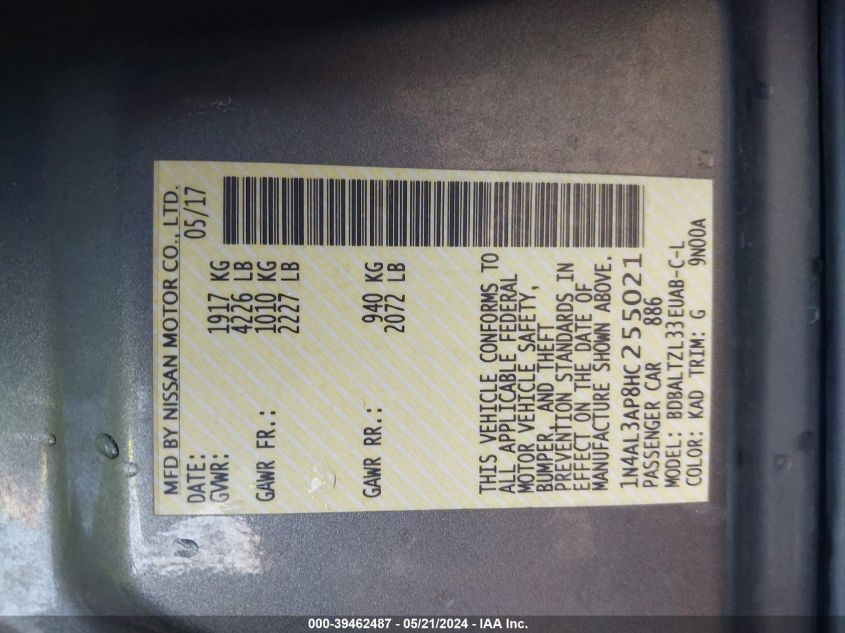 MFD BY NISSAN MOTOR CO., LTD.
DATE: 05/17
GVWR: 1917 KG
4226 LB
GAWR FR.: 1010 KG
2227 LB
GAWR RR.: 940 KG
2072 LB
THIS VEHICLE CONFORMS TO
ALL APPLICABLE FEDERAL
MOTOR VEHICLE SAFETY,
BUMPER, AND THEFT
PREVENTION STANDARDS IN
EFFECT ON THE DATE OF
MANUFACTURE SHOWN ABOVE.
1N4AL3AP8HC255021
PASSENGER CAR 886
MODEL: BDBALTZL33EUAB-C-L
COLOR: KAD TRIM: G 9N00A
000-39462487 - 05/21/2024 - IAA Inc.